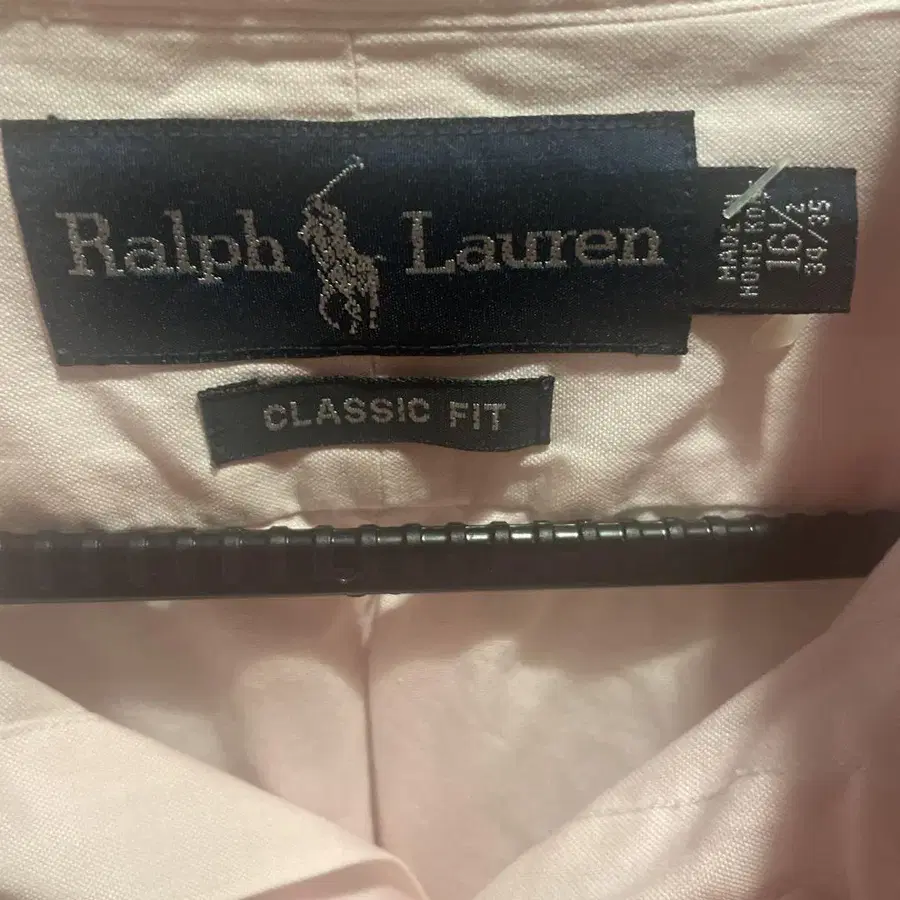 Ralph Lauren
MADE IN
HONG KONG
16 1/2
34/35
CLASSIC FIT